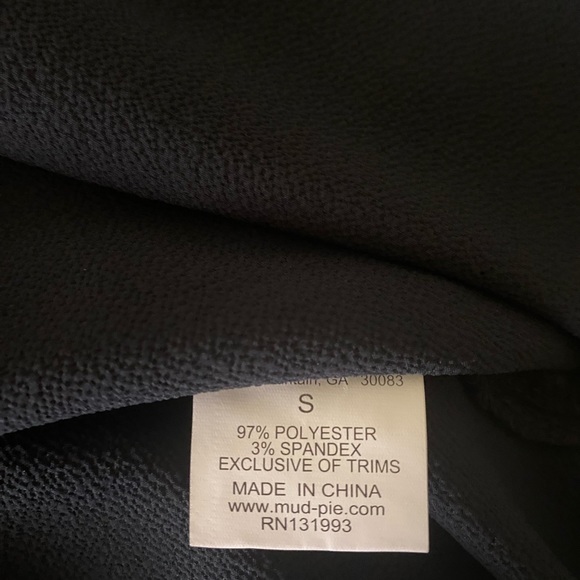 GA 30083
S
97% POLYESTER
3% SPANDEX
EXCLUSIVE OF TRIMS
MADE IN CHINA
www.mud-pie.com
RN131993